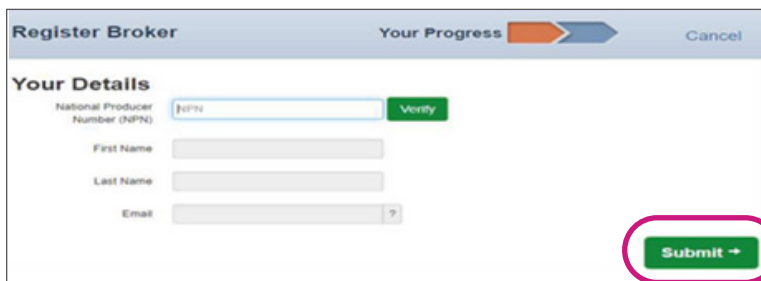 Register Broker Your Progress Cancel
Your Details
National Producer
Number (NPN) NPN Verify
First Name
Last Name
Email ?
Submit →